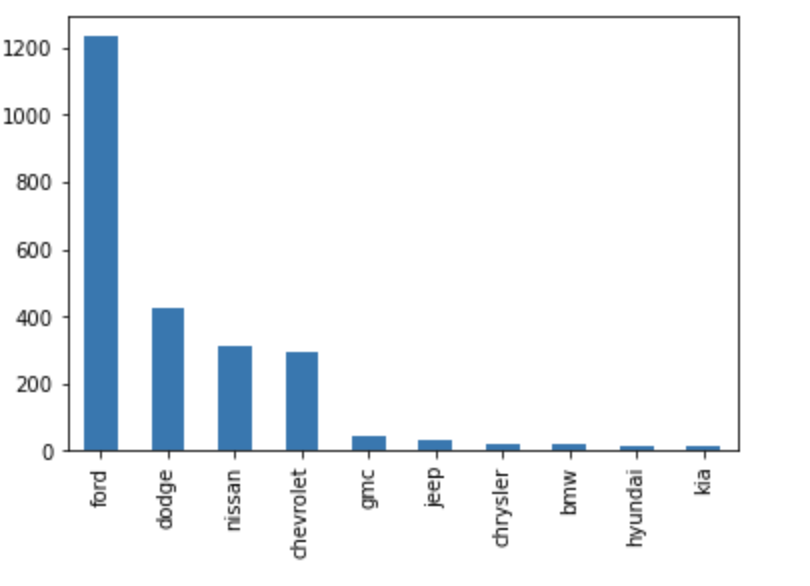 1200
1000
800
600
400
200
0
ford
dodge
nissan
chevrolet
gmc
jeep
chrysler
bmw
hyundai
kia